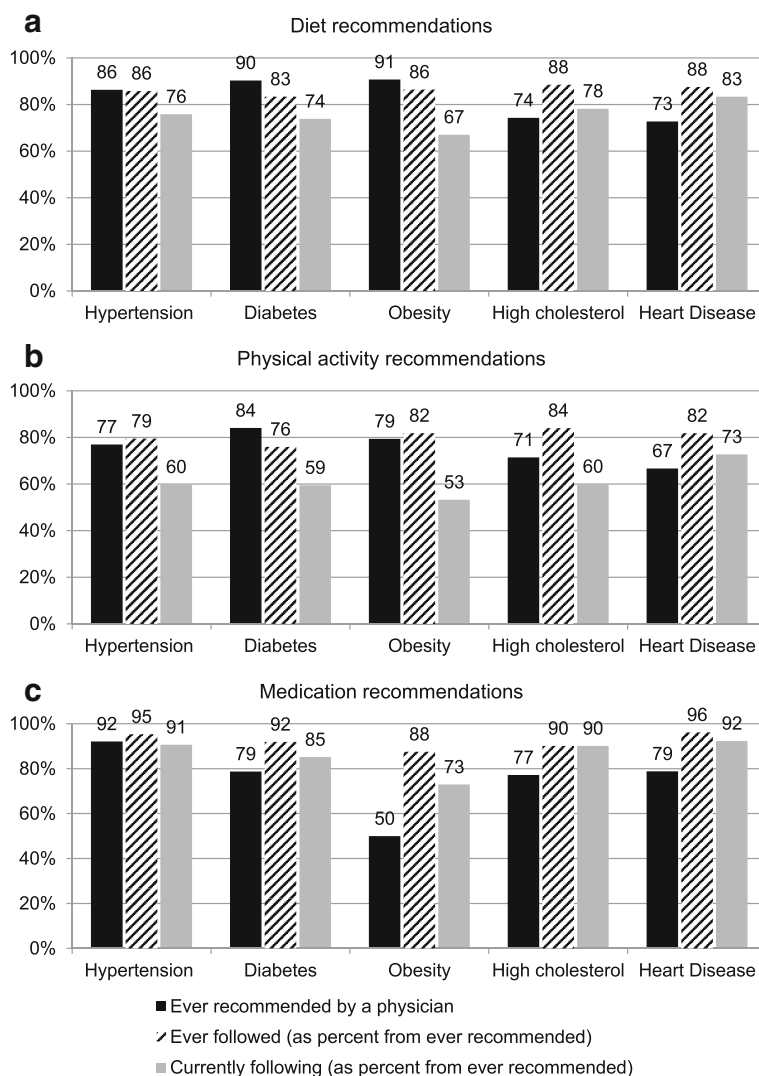 a
Diet recommendations
100%
80%
60%
40%
20%
0%
86 86 76
90 83 74
91 86 67
74 88 78
73 88 83
Hypertension Diabetes Obesity High cholesterol Heart Disease
b
Physical activity recommendations
100%
80%
60%
40%
20%
0%
77 79 60
84 76 59
79 82 53
71 84 60
67 82 73
Hypertension Diabetes Obesity High cholesterol Heart Disease
c
Medication recommendations
100%
80%
60%
40%
20%
0%
92 95 91
79 92 85
50 88 73
77 90 90
79 96 92
Hypertension Diabetes Obesity High cholesterol Heart Disease
Ever recommended by a physician
Ever followed (as percent from ever recommended)
Currently following (as percent from ever recommended)